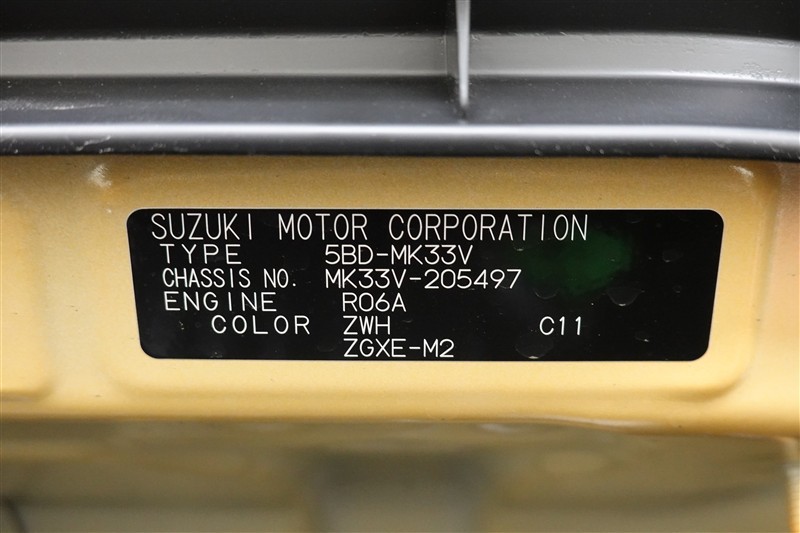 SUZUKI MOTOR CORPORATION
TYPE 5BD-MK33V
CHASSIS NO. MK33V-205497
ENGINE R06A
COLOR ZWH C11
ZGXE-M2